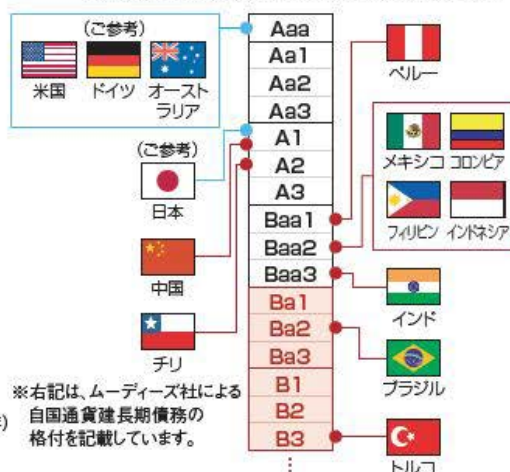 (ご参考)
米国
ドイツ
オースト
ラリア
(ご参考)
日本
中国
チリ
※右記は、ムーディーズ社による
自国通貨建長期債務の
格付を記載しています。
Aaa
Aa1
Aa2
Aa3
A1
A2
A3
Baa1
Baa2
Baa3
Ba1
Ba2
Ba3
B1
B2
B3
ペルー
メキシコ
コロンビア
フィリピン
インドネシア
インド
ブラジル
トルコ